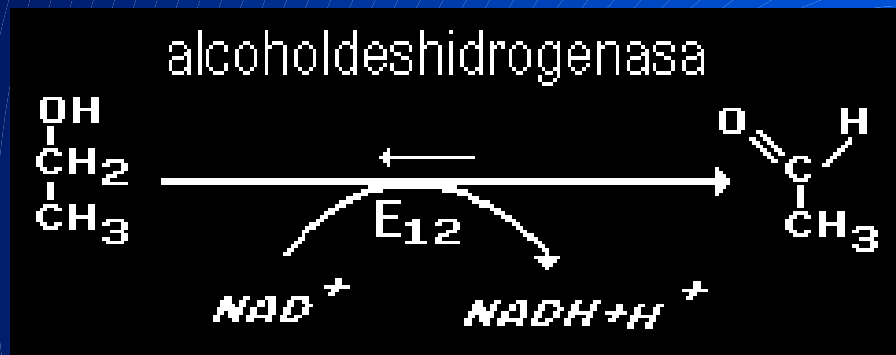 alcoholdeshidrogenasa
OH
CH2
CH3
O H
C
CH3
E12
NAD+
NADH+H+